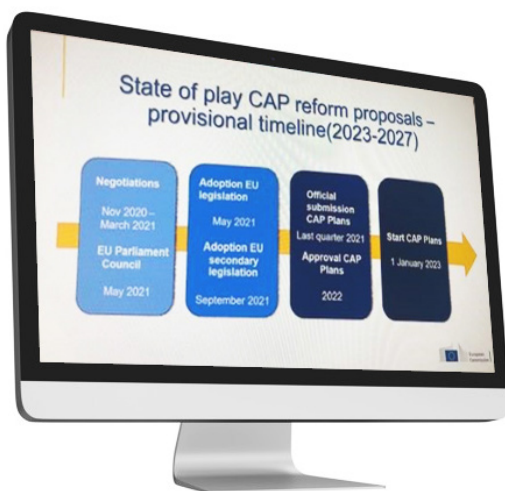 State of play CAP reform proposals –
provisional timeline(2023-2027)
Negotiations
Nov 2020 –
March 2021
EU Parliament
Council
May 2021
Adoption EU
legislation
May 2021
Adoption EU
secondary
legislation
September 2021
Official
submission
CAP Plans
Last quarter 2021
Approval CAP
Plans
2022
Start CAP Plans
1 January 2023
European
Commission